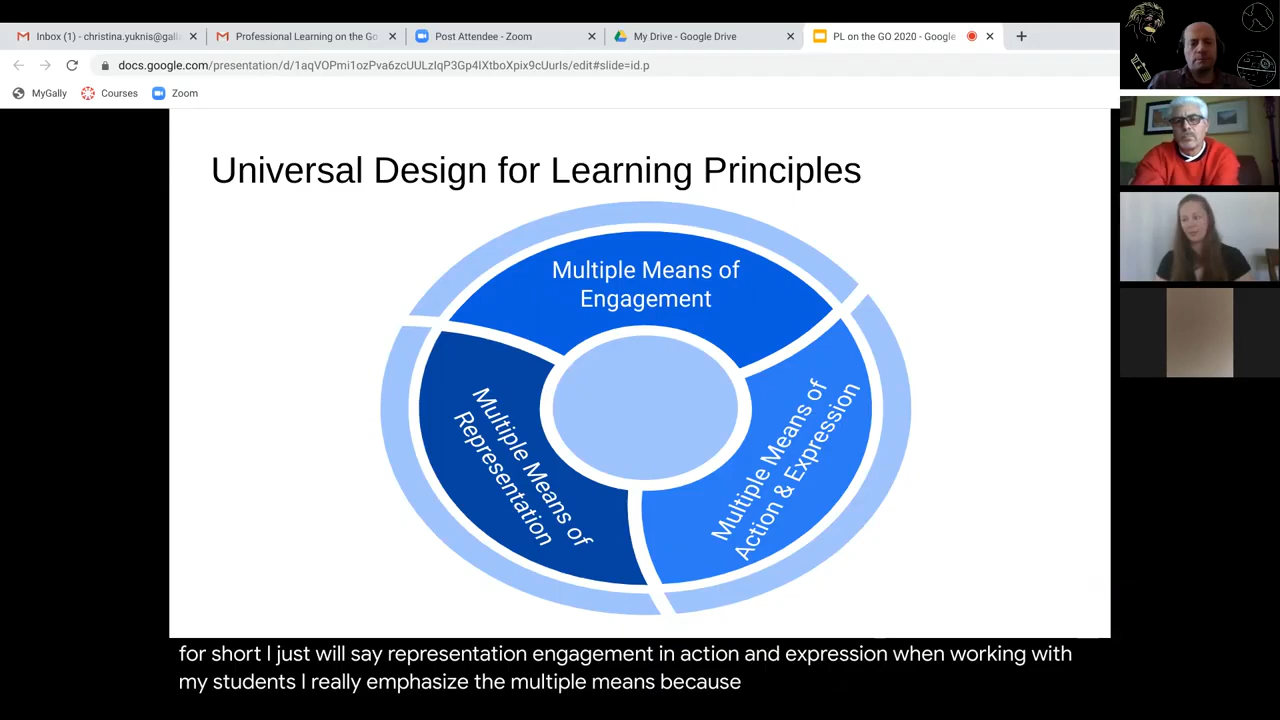 Inbox (1) - christina.yuknis@gall
Professional Learning on the Go
Post Attendee - Zoom
My Drive - Google Drive
PL on the GO 2020 - Google
docs.google.com/presentation/d/1aqVOPmi1ozPva6zcUULzIqP3Gp4IXtboXpix9cUurIs/edit#slide=id.p
MyGally
Courses
Zoom
Universal Design for Learning Principles
Multiple Means of
Engagement
Multiple Means of
Representation
Multiple Means of
Action & Expression
for short I just will say representation engagement in action and expression when working with
my students I really emphasize the multiple means because